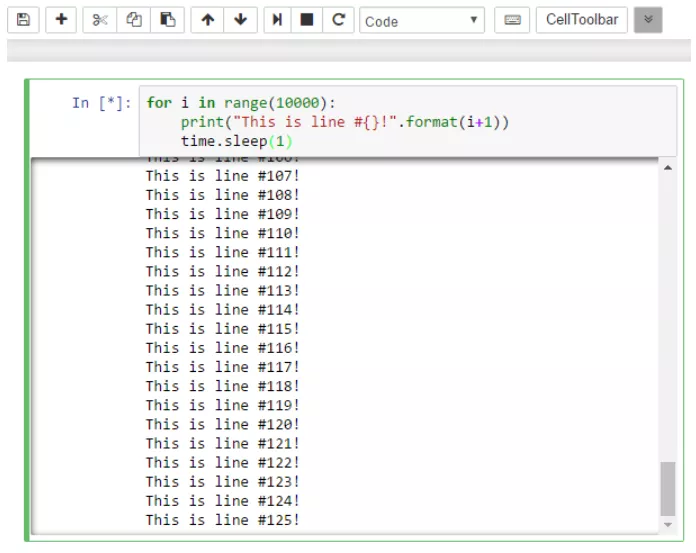 Code
CellToolbar
In [*]: for i in range(10000):
    print("This is line #{}!".format(i+1))
    time.sleep(1)
This is line #106!
This is line #107!
This is line #108!
This is line #109!
This is line #110!
This is line #111!
This is line #112!
This is line #113!
This is line #114!
This is line #115!
This is line #116!
This is line #117!
This is line #118!
This is line #119!
This is line #120!
This is line #121!
This is line #122!
This is line #123!
This is line #124!
This is line #125!